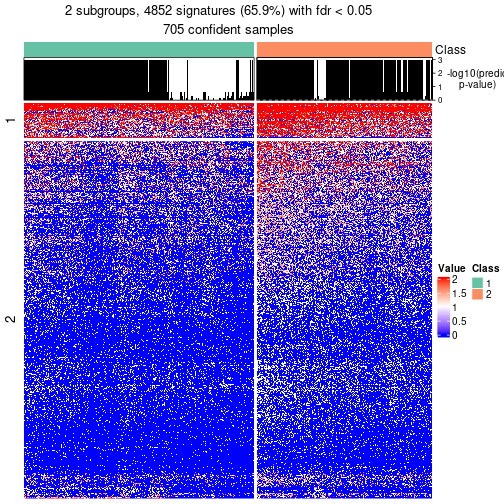 2 subgroups, 4852 signatures (65.9%) with fdr < 0.05
705 confident samples
Class
3
2
1
0
-log10(predi
p-value)
1
2
Value
2
1.5
1
0.5
0
Class
1
2